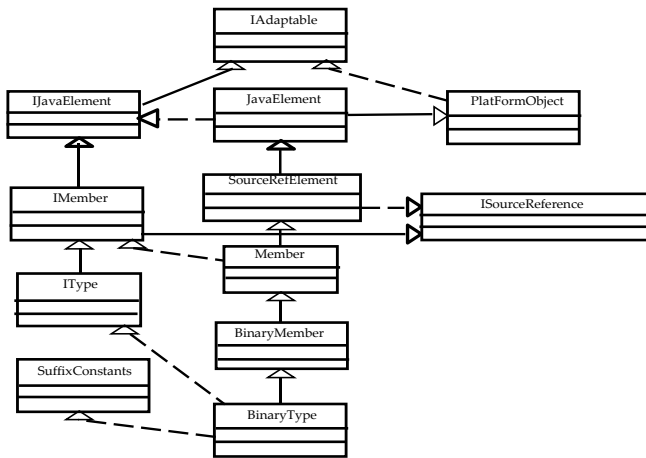 IAdaptable
IJavaElement
JavaElement
PlatFormObject
SourceRefElement
IMember
ISourceReference
Member
IType
BinaryMember
SuffixConstants
BinaryType